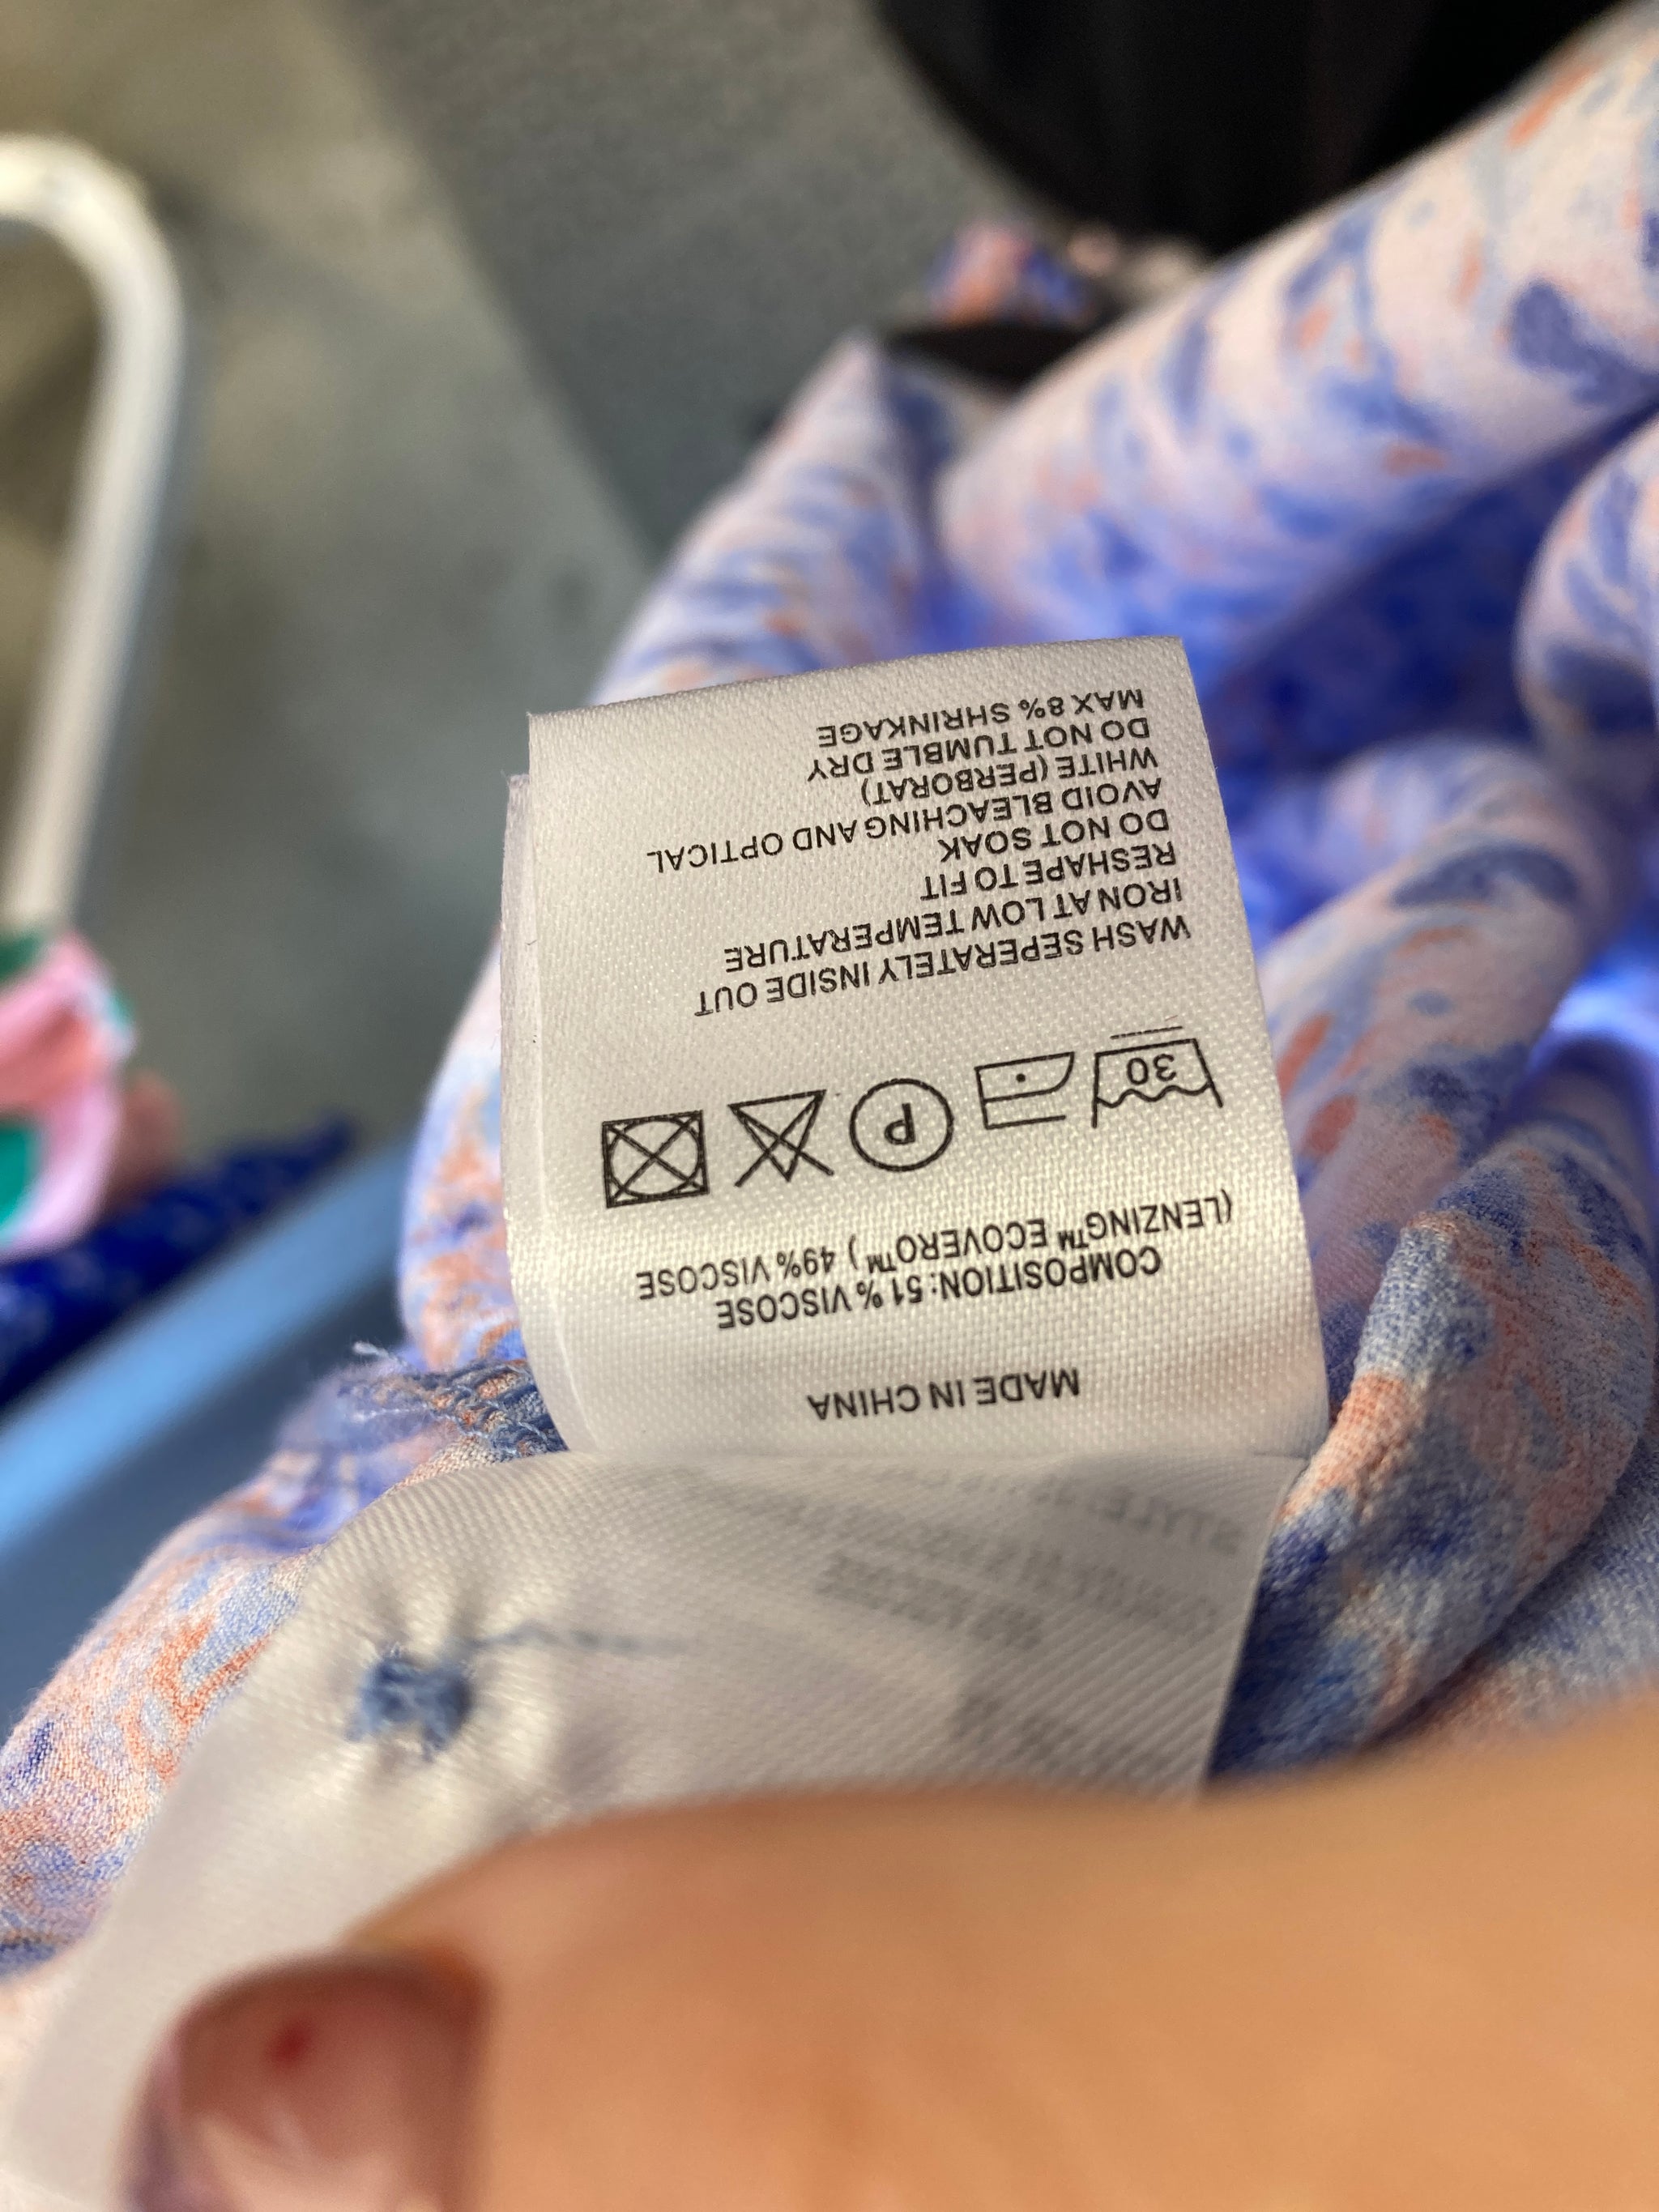 MADE IN CHINA
COMPOSITION: 51% VISCOSE
(LENZING™ ECOVERO™) 49% VISCOSE
30 P
WASH SEPERATELY INSIDE OUT
IRON AT LOW TEMPERATURE
RESHAPE TO FIT
DO NOT SOAK
AVOID BLEACHING AND OPTICAL
WHITE (PERBORAT)
DO NOT TUMBLE DRY
MAX 8% SHRINKAGE
STYLE: